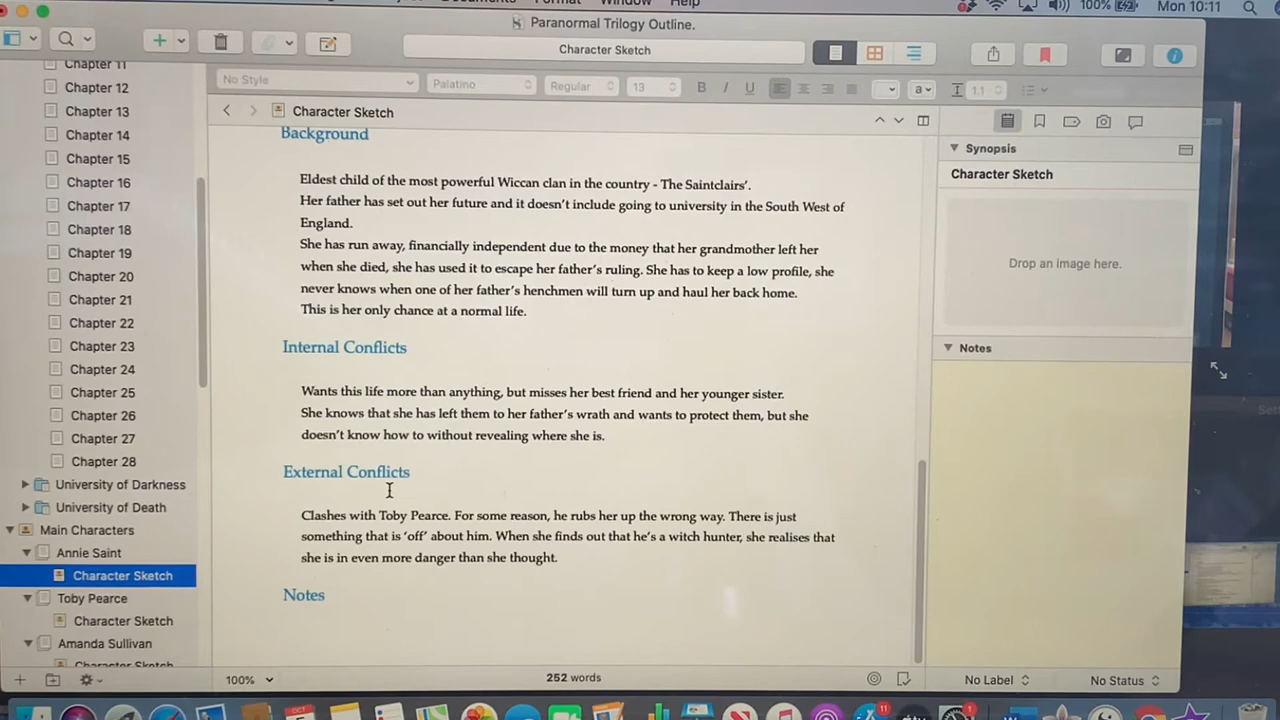 Window Help
100% Mon 10:11
Paranormal Trilogy Outline.
Character Sketch
No Style Palatino Regular 13 B I U a 1.1
Character Sketch
Chapter 11
Chapter 12
Chapter 13
Chapter 14
Chapter 15
Chapter 16
Chapter 17
Chapter 18
Chapter 19
Chapter 20
Chapter 21
Chapter 22
Chapter 23
Chapter 24
Chapter 25
Chapter 26
Chapter 27
Chapter 28
University of Darkness
University of Death
Main Characters
Annie Saint
Character Sketch
Toby Pearce
Character Sketch
Amanda Sullivan
Character Sketch
Background
Eldest child of the most powerful Wiccan clan in the country - The Saintclairs'.
Her father has set out her future and it doesn't include going to university in the South West of
England.
She has run away, financially independent due to the money that her grandmother left her
when she died, she has used it to escape her father's ruling. She has to keep a low profile, she
never knows when one of her father's henchmen will turn up and haul her back home.
This is her only chance at a normal life.
Internal Conflicts
Wants this life more than anything, but misses her best friend and her younger sister.
She knows that she has left them to her father's wrath and wants to protect them, but she
doesn't know how to without revealing where she is.
External Conflicts
Clashes with Toby Pearce. For some reason, he rubs her up the wrong way. There is just
something that is 'off' about him. When she finds out that he's a witch hunter, she realises that
she is in even more danger than she thought.
Notes
100% 252 words
Synopsis
Character Sketch
Drop an image here.
Notes
No Label No Status
OCT
11
1